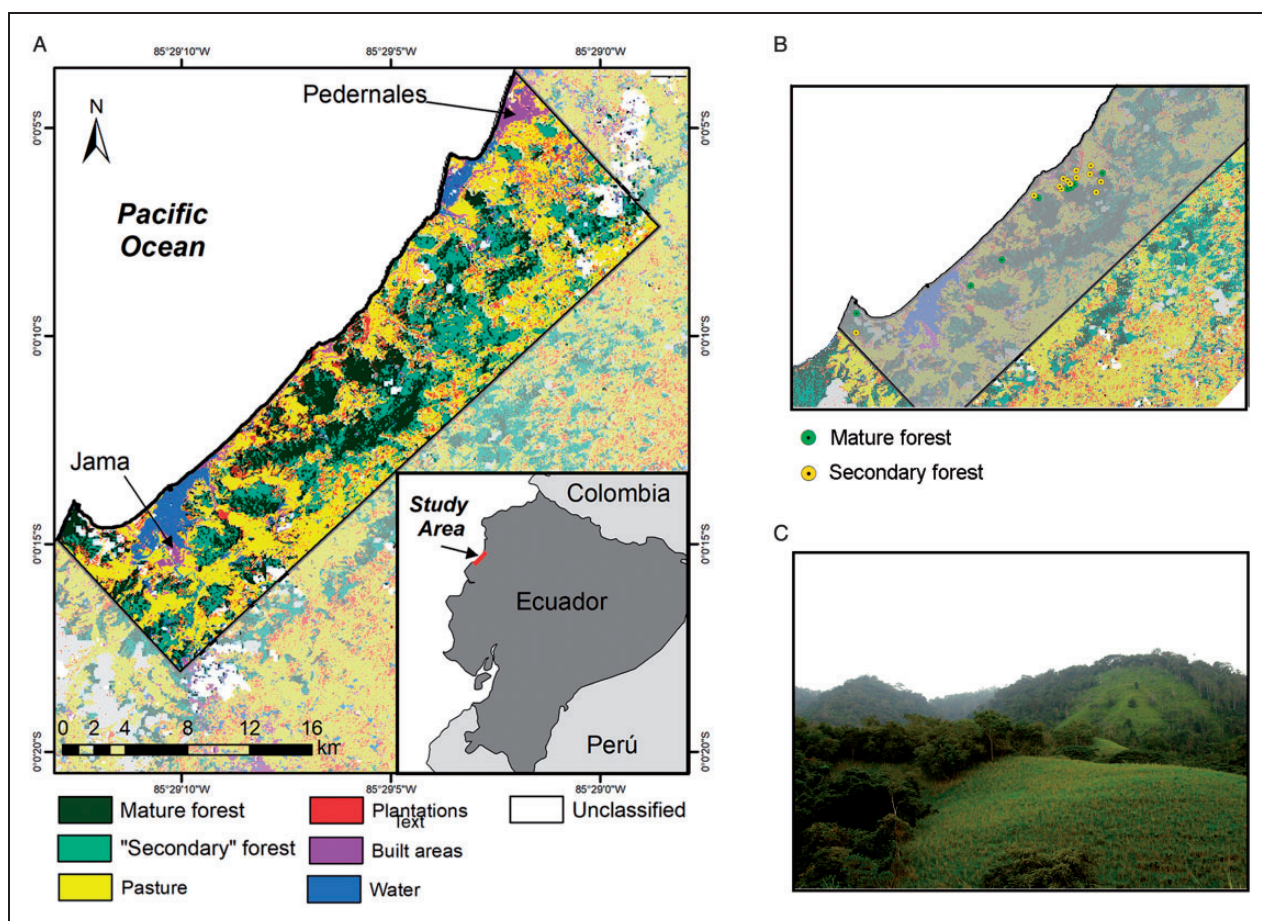 A
85°29'10"W
85°29'5"W
85°29'0"W
Pedernales
N
0°0'5"S
0°0'5"S
Pacific
Ocean
0°0'10"S
0°0'10"S
Jama
0°0'15"S
0°0'15"S
Study
Area
Colombia
Ecuador
Perú
0 2 4 8 12 16
km
0°0'20"S
0°0'20"S
85°29'10"W
85°29'5"W
85°29'0"W
Mature forest
"Secondary" forest
Pasture
Plantations
Text
Built areas
Water
Unclassified
B
Mature forest
Secondary forest
C